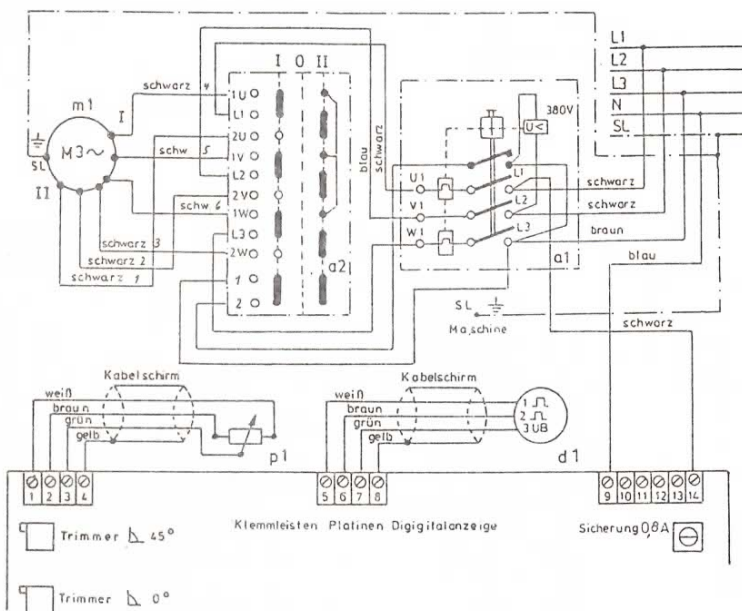 m1
M3~
SL
I
II
schwarz 4
schw. 5
schw. 6
schwarz 3
schwarz 2
schwarz 1
I O II
1U
L1
2U
1V
L2
2V
1W
L3
2W
1
2
a2
blau
schwarz
U1
V1
W1
380V
U<
L1
L2
L3
a1
L1
L2
L3
N
SL
schwarz
schwarz
braun
blau
SL
Maschine
schwarz
Kabelschirm
weiß
braun
grün
gelb
p1
Kabelschirm
weiß
braun
grün
gelb
1
2
3 UB
d1
1 2 3 4
5 6 7 8
9 10 11 12 13 14
Trimmer 45°
Klemmleisten Platinen Digigitalanzeige
Sicherung 0,8A
Trimmer 0°